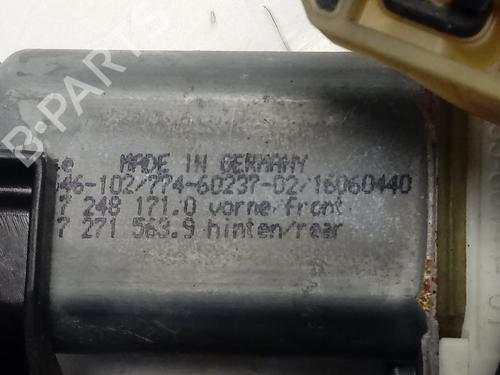 MADE IN GERMANY
46-102/774-60237-02/16060440
7 248 171.0 vorne/front
7 271 563.9 hinten/rear
B-PARTS